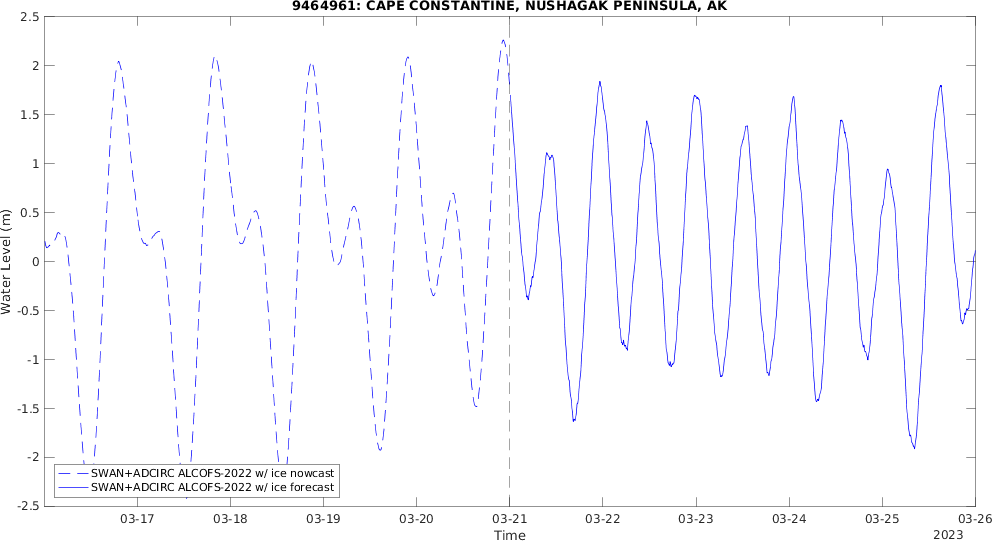 9464961: CAPE CONSTANTINE, NUSHAGAK PENINSULA, AK
2.5
2
1.5
1
0.5
0
-0.5
-1
-1.5
-2
-2.5
Water Level (m)
SWAN+ADCIRC ALCOFS-2022 w/ ice nowcast
SWAN+ADCIRC ALCOFS-2022 w/ ice forecast
03-17 03-18 03-19 03-20 03-21 03-22 03-23 03-24 03-25 03-26
Time
2023